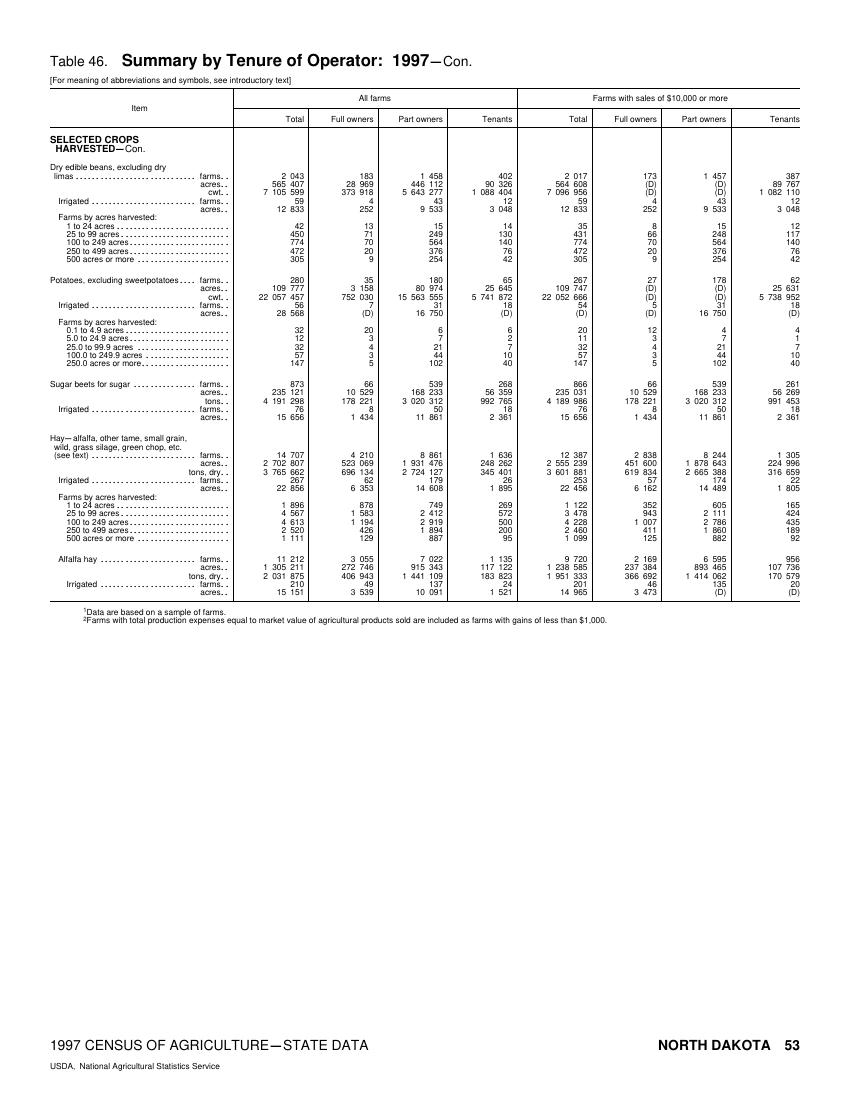 Table 46. Summary by Tenure of Operator: 1997—Con.
[For meaning of abbreviations and symbols, see introductory text]
Item All farms Farms with sales of $10,000 or more
Total Full owners Part owners Tenants Total Full owners Part owners Tenants
SELECTED CROPS
HARVESTED—Con.
Dry edible beans, excluding dry
limas farms.. 2 043 183 1 458 402 2 017 173 1 457 387
acres.. 565 407 28 969 446 112 90 326 564 608 (D) (D) 89 767
cwt.. 7 105 599 373 918 5 643 277 1 088 404 7 096 956 (D) (D) 1 082 110
Irrigated farms.. 59 4 43 12 59 4 43 12
acres.. 12 833 252 9 533 3 048 12 833 252 9 533 3 048
Farms by acres harvested:
1 to 24 acres 42 13 15 14 35 8 15 12
25 to 99 acres 450 71 249 130 431 66 248 117
100 to 249 acres 774 70 564 140 774 70 564 140
250 to 499 acres 472 20 376 76 472 20 376 76
500 acres or more 305 9 254 42 305 9 254 42
Potatoes, excluding sweetpotatoes farms.. 280 35 180 65 267 27 178 62
acres.. 109 777 3 158 80 974 25 645 109 747 (D) (D) 25 631
cwt.. 22 057 457 752 030 15 563 555 5 741 872 22 052 666 (D) (D) 5 738 952
Irrigated farms.. 56 7 31 18 54 5 31 18
acres.. 28 568 (D) 16 750 (D) (D) (D) 16 750 (D)
Farms by acres harvested:
0.1 to 4.9 acres 32 20 6 6 20 12 4 4
5.0 to 24.9 acres 12 3 7 2 11 3 7 1
25.0 to 99.9 acres 32 4 21 7 32 4 21 7
100.0 to 249.9 acres 57 3 44 10 57 3 44 10
250.0 acres or more 147 5 102 40 147 5 102 40
Sugar beets for sugar farms.. 873 66 539 268 866 66 539 261
acres.. 235 121 10 529 168 233 56 359 235 031 10 529 168 233 56 269
tons.. 4 191 298 178 221 3 020 312 992 765 4 189 986 178 221 3 020 312 991 453
Irrigated farms.. 76 8 50 18 76 8 50 18
acres.. 15 656 1 434 11 861 2 361 15 656 1 434 11 861 2 361
Hay—alfalfa, other tame, small grain,
wild, grass silage, green chop, etc.
(see text) farms.. 14 707 4 210 8 861 1 636 12 387 2 838 8 244 1 305
acres.. 2 702 807 523 069 1 931 476 248 262 2 555 239 451 600 1 878 643 224 996
tons, dry.. 3 765 662 696 134 2 724 127 345 401 3 601 881 619 834 2 665 388 316 659
Irrigated farms.. 267 62 179 26 253 57 174 22
acres.. 22 856 6 353 14 608 1 895 22 456 6 162 14 489 1 805
Farms by acres harvested:
1 to 24 acres 1 896 878 749 269 1 122 352 605 165
25 to 99 acres 4 567 1 583 2 412 572 3 478 943 2 111 424
100 to 249 acres 4 613 1 194 2 919 500 4 228 1 007 2 786 435
250 to 499 acres 2 520 426 1 894 200 2 460 411 1 860 189
500 acres or more 1 111 129 887 95 1 099 125 882 92
Alfalfa hay farms.. 11 212 3 055 7 022 1 135 9 720 2 169 6 595 956
acres.. 1 305 211 272 746 915 343 117 122 1 238 585 237 384 893 465 107 736
tons, dry.. 2 031 875 406 943 1 441 109 183 823 1 951 333 366 692 1 414 062 170 579
Irrigated farms.. 210 49 137 24 201 46 135 20
acres.. 15 151 3 539 10 091 1 521 14 965 3 473 (D) (D)
1Data are based on a sample of farms.
2Farms with total production expenses equal to market value of agricultural products sold are included as farms with gains of less than $1,000.
1997 CENSUS OF AGRICULTURE—STATE DATA NORTH DAKOTA 53
USDA, National Agricultural Statistics Service